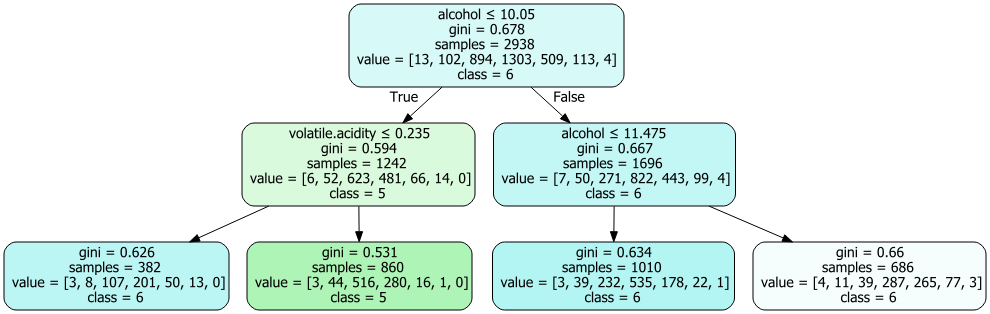 alcohol ≤ 10.05
gini = 0.678
samples = 2938
value = [13, 102, 894, 1303, 509, 113, 4]
class = 6
True
False
volatile.acidity ≤ 0.235
gini = 0.594
samples = 1242
value = [6, 52, 623, 481, 66, 14, 0]
class = 5
alcohol ≤ 11.475
gini = 0.667
samples = 1696
value = [7, 50, 271, 822, 443, 99, 4]
class = 6
gini = 0.626
samples = 382
value = [3, 8, 107, 201, 50, 13, 0]
class = 6
gini = 0.531
samples = 860
value = [3, 44, 516, 280, 16, 1, 0]
class = 5
gini = 0.634
samples = 1010
value = [3, 39, 232, 535, 178, 22, 1]
class = 6
gini = 0.66
samples = 686
value = [4, 11, 39, 287, 265, 77, 3]
class = 6